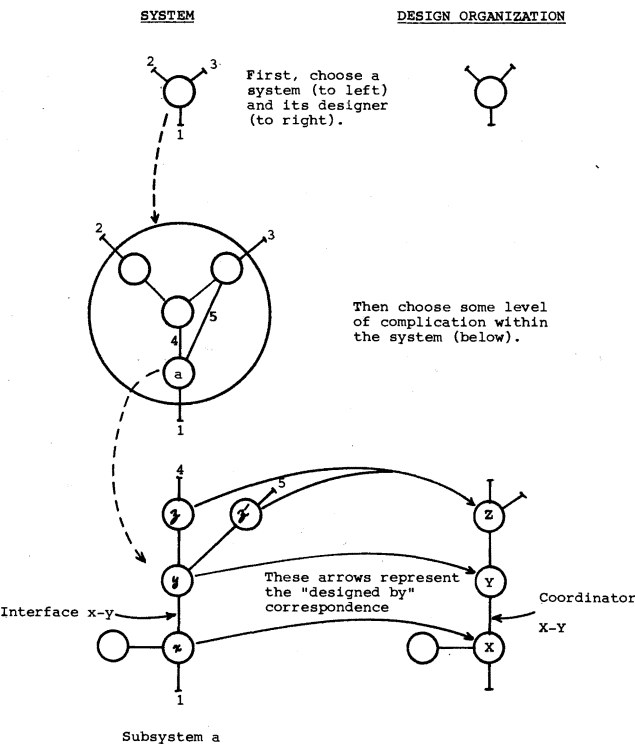 SYSTEM
DESIGN ORGANIZATION
2
3
1
First, choose a
system (to left)
and its designer
(to right).
2
3
5
4
a
1
Then choose some level
of complication within
the system (below).
4
5
z
z'
Z
y
Y
These arrows represent
the "designed by"
correspondence
Interface x-y
Coordinator
X-Y
x
X
1
Subsystem a